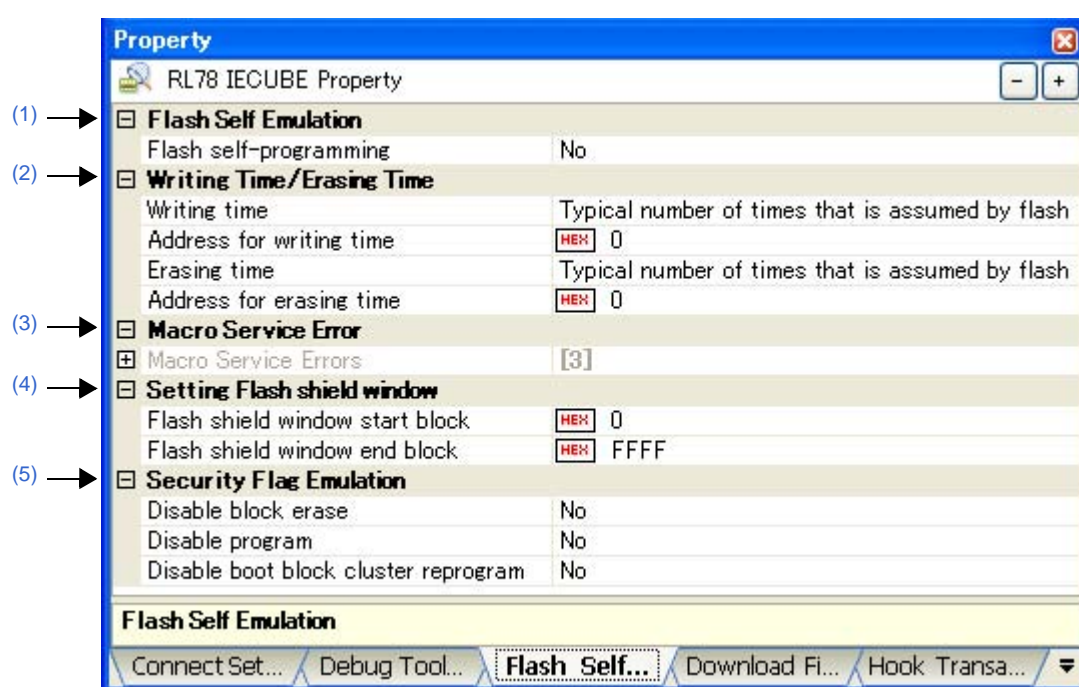 Property
RL78 IECUBE Property - +
(1) Flash Self Emulation
Flash self-programming No
(2) Writing Time/Erasing Time
Writing time Typical number of times that is assumed by flash
Address for writing time HEX 0
Erasing time Typical number of times that is assumed by flash
Address for erasing time HEX 0
(3) Macro Service Error
Macro Service Errors [3]
(4) Setting Flash shield window
Flash shield window start block HEX 0
Flash shield window end block HEX FFFF
(5) Security Flag Emulation
Disable block erase No
Disable program No
Disable boot block cluster reprogram No
Flash Self Emulation
Connect Set... Debug Tool... Flash Self... Download Fi... Hook Transa...